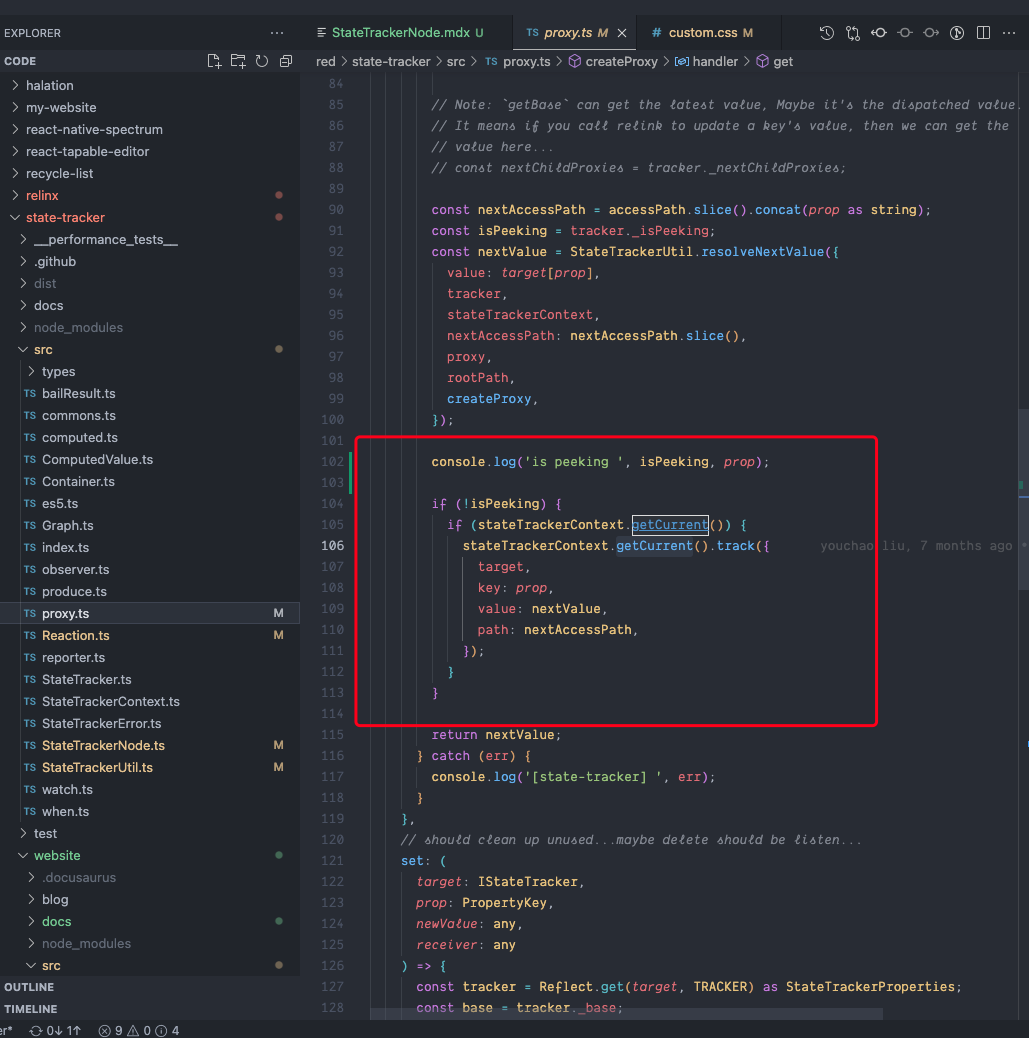 EXPLORER
···
StateTrackerNode.mdx U
TS proxy.ts M
# custom.css M
···
CODE
red > state-tracker > src > TS proxy.ts > createProxy > handler > get
halation
my-website
react-native-spectrum
react-tapable-editor
recycle-list
relinx
state-tracker
__performance_tests__
.github
dist
docs
node_modules
src
types
TS bailResult.ts
TS commons.ts
TS computed.ts
TS ComputedValue.ts
TS Container.ts
TS es5.ts
TS Graph.ts
TS index.ts
TS observer.ts
TS produce.ts
TS proxy.ts M
TS Reaction.ts M
TS reporter.ts
TS StateTracker.ts
TS StateTrackerContext.ts
TS StateTrackerError.ts
TS StateTrackerNode.ts M
TS StateTrackerUtil.ts M
TS watch.ts
TS when.ts
test
website
.docusaurus
blog
docs
node_modules
src
OUTLINE
TIMELINE
84
85 // Note: `getBase` can get the latest value, Maybe it's the dispatched value.
86 // It means if you call relink to update a key's value, then we can get the
87 // value here...
88 // const nextChildProxies = tracker._nextChildProxies;
89
90 const nextAccessPath = accessPath.slice().concat(prop as string);
91 const isPeeking = tracker._isPeeking;
92 const nextValue = StateTrackerUtil.resolveNextValue({
93 value: target[prop],
94 tracker,
95 stateTrackerContext,
96 nextAccessPath: nextAccessPath.slice(),
97 proxy,
98 rootPath,
99 createProxy,
100 });
101
102 console.log('is peeking ', isPeeking, prop);
103
104 if (!isPeeking) {
105 if (stateTrackerContext.getCurrent()) {
106 stateTrackerContext.getCurrent().track({ youchao liu, 7 months ago •
107 target,
108 key: prop,
109 value: nextValue,
110 path: nextAccessPath,
111 });
112 }
113 }
114
115 return nextValue;
116 } catch (err) {
117 console.log('[state-tracker] ', err);
118 }
119 },
120 // should clean up unused...maybe delete should be listen...
121 set: (
122 target: IStateTracker,
123 prop: PropertyKey,
124 newValue: any,
125 receiver: any
126 ) => {
127 const tracker = Reflect.get(target, TRACKER) as StateTrackerProperties;
128 const base = tracker._base;
er* 0↓ 1↑ 9 0 4